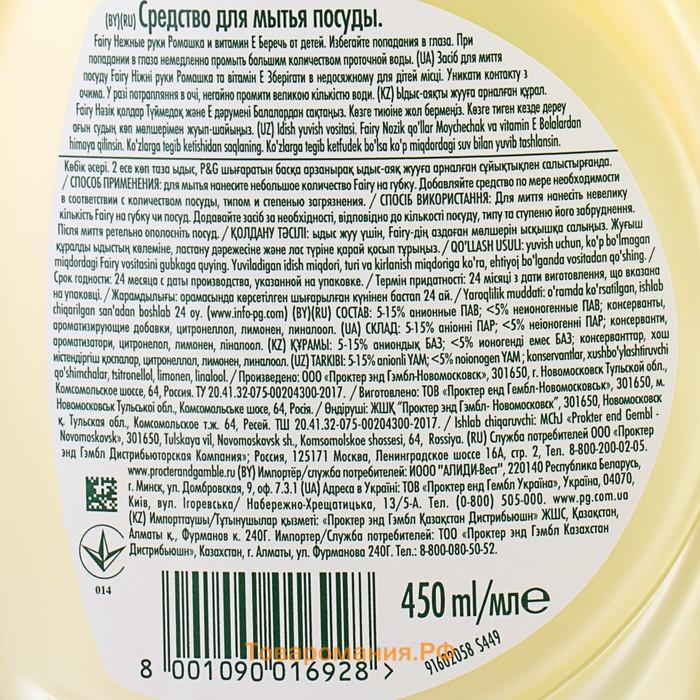 (BY)(RU) Средство для мытья посуды.
Fairy Нежные руки Ромашка и витамин Е Беречь от детей. Избегайте попадания в глаза. При
попадании в глаза немедленно промыть большим количеством проточной воды. (UA) Засіб для миття
посуду Fairy Ніжні руки Ромашка та вітамін Е Зберігати в недосяжному для дітей місці. Уникати контакту з
очима. У разі потрапляння в очі, негайно промити великою кількістю води. (KZ) Ыдыс-аяқты жууға арналған құрал.
Fairy Нәзік қолдар Түймедақ және Е дәрумені Балалардан сақтаңыз. Көзге тиюіне жол бермеңіз. Көзге тиген кезде дереу
ағын судың көп мөлшерімен жуып-шайыңыз. (UZ) Idish yuvish vositasi. Fairy Nozik qo'llar Moychechak va vitamin E Bolalardan
himoya qilinsin. Ko'zlarga tegib ketishidan saqlaning. Ko'zlarga tegib ketfudek bo'lsa ko'p miqdordagi suv bilan yuvib tashlansin.
Көбік әсері. 2 есе көп таза ыдыс, P&G шығаратын басқа арзанырақ ыдыс-аяқ жууға арналған сұйықтықпен салыстырғанда.
/ СПОСОБ ПРИМЕНЕНИЯ: для мытья нанесите небольшое количество Fairy на губку. Добавляйте средство по мере необходимости
в соответствии с количеством посуды, типом и степенью загрязнения. / СПОСІБ ВИКОРИСТАННЯ: Для миття нанесіть невелику
кількість Fairy на губку чи посуд. Додавайте засіб за необхідності, відповідно до кількості посуду, типу та ступеню його забруднення.
Після миття ретельно ополосніть посуд. / ҚОЛДАНУ ТӘСІЛІ: ыдыс жуу үшін, Fairy-дің аздаған мөлшерін ысқышқа салыңыз. Жуғыш
құралды ыдыстың көлеміне, ластану дәрежесіне және лас түріне қарай қосып тұрыңыз. / QO'LLASH USULI: yuvish uchun, ko'p bo'lmagan
miqdordagi Fairy vositasini gubkaga quying. Yuviladigan idish miqdori, turi va kirlanish miqdoriga ko'ra, ehtiyoj bo'lganda vositadan qo'shing. /
Срок годности: 24 месяца с даты производства, указанной на упаковке. / Термін придатності: 24 місяці з дати виготовлення, що вказана
на упаковці. / Жарамдылығы: орамасында көрсетілген шығарылған күнінен бастап 24 ай. / Yaroqlilik muddati: o'ramda ko'rsatilgan, ishlab
chiqarilgan san'adan boshlab 24 oy. (www.info-pg.com) (BY)(RU) СОСТАВ: 5-15% анионные ПАВ; <5% неионогенные ПАВ; консерванты,
ароматизирующие добавки, цитронеллол, лимонен, линалоол. (UA) СКЛАД: 5-15% аніонні ПАР; <5% неіоногенні ПАР; консерванти,
ароматизатори, цитронелол, лимонен, ліналоол. (KZ) ҚҰРАМЫ: 5-15% анионды БАЗ; <5% ионогенді емес БАЗ; консерванттар, хош
иістендіргіш қоспалар, цитронеллол, лимонен, линалоол. (UZ) TARKIBI: 5-15% anionli YAM; <5% noionogen YAM; konservantlar, xushbo'ylashtiruvchi
qo'shimchalar, tsitronellol, limonen, linalool. / Произведено: ООО «Проктер энд Гэмбл-Новомосковск», 301650, г. Новомосковск Тульской обл.,
Комсомольское шоссе, 64, Россия. ТУ 20.41.32-075-00204300-2017. / Виготовлено: ТОВ «Проктер енд Гембл-Новомосковськ», 301650, м.
Новомосковськ Тульської обл., Комсомольське шосе, 64, Росія. / Өндіруші: ЖШҚ "Проктер энд Гэмбл- Новомосковск", 301650, Новомосковск
қ. Тульская обл., Комсомольское т.ж. 64, Ресей. ТШ 20.41.32-075-00204300-2017. / Ishlab chiqaruvchi: MChJ «Prokter end Gembl -
Novomoskovsk», 301650, Tulskaya vil, Novomoskovsk sh., Komsomolskoe shossesi, 64, Rossiya. (RU) Служба потребителей ООО «Проктер
энд Гэмбл Дистрибьюторская Компания»; Россия, 125171 Москва, Ленинградское шоссе 16А, стр. 2, Тел. 8-800-200-02-05.
www.procterandgamble.ru (BY) Импортёр/служба потребителей: ИООО "АЛИДИ-Вест", 220140 Республика Беларусь,
г. Минск, ул. Домбровская, 9, оф. 7.3.1 (UA) Адреса в Україні: ТОВ «Проктер енд Гембл Україна», Україна, 04070,
Київ, вул. Ігоревська/ Набережно-Хрещатицька, 13/5-А. Тел. (0-800) 505-000. www.pg.com.ua
(KZ) Импорттаушы/Тұтынушылар қызметі: «Проктер энд Гэмбл Қазақстан Дистрибьюшн» ЖШС, Қазақстан,
Алматы қ., Фурманов к. 240Г. Импортер/Служба потребителей: ТОО «Проктер энд Гэмбл Казахстан
Дистрибьюшн», Казахстан, г. Алматы, ул. Фурманова 240Г. Тел.: 8-800-080-50-52.
014
450 ml/мл℮
8 001090 016928 >
91602058 S449
Товаромания.РФ